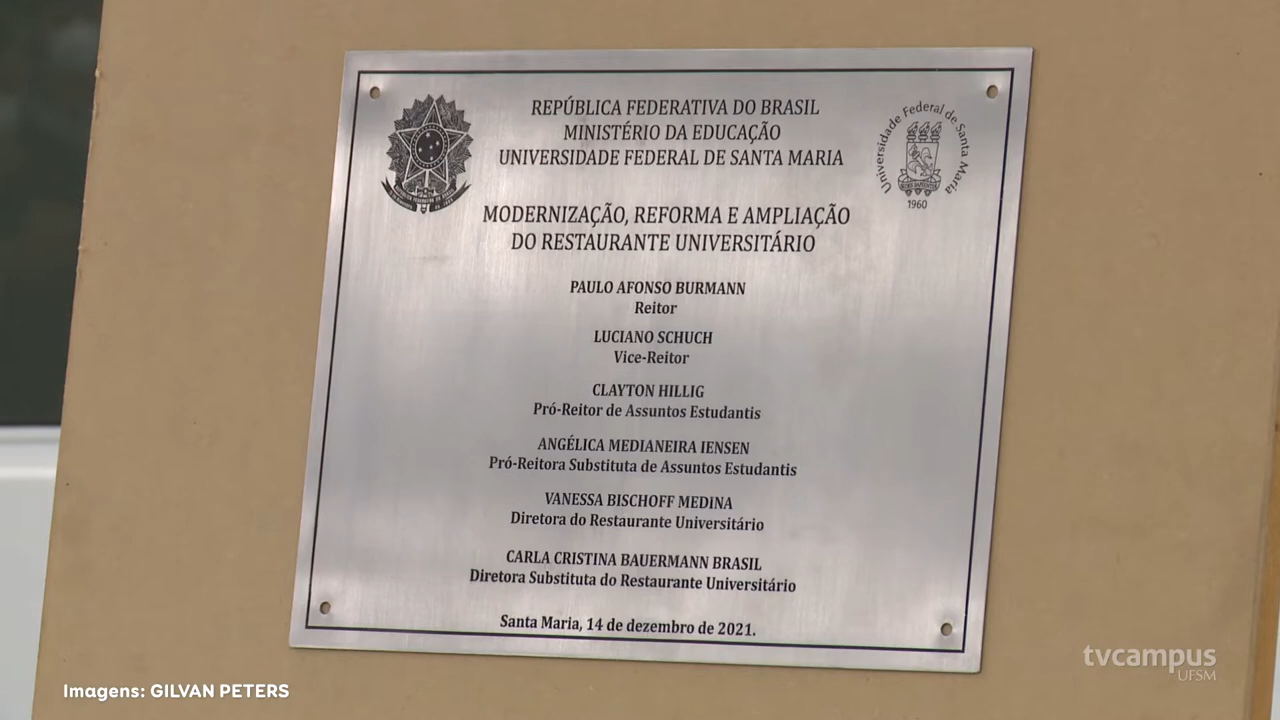 REPÚBLICA FEDERATIVA DO BRASIL
MINISTÉRIO DA EDUCAÇÃO
UNIVERSIDADE FEDERAL DE SANTA MARIA
Universidade Federal de Santa Maria
1960
MODERNIZAÇÃO, REFORMA E AMPLIAÇÃO
DO RESTAURANTE UNIVERSITÁRIO
PAULO AFONSO BURMANN
Reitor
LUCIANO SCHUCH
Vice-Reitor
CLAYTON HILLIG
Pró-Reitor de Assuntos Estudantis
ANGÉLICA MEDIANEIRA IENSEN
Pró-Reitora Substituta de Assuntos Estudantis
VANESSA BISCHOFF MEDINA
Diretora do Restaurante Universitário
CARLA CRISTINA BAUERMANN BRASIL
Diretora Substituta do Restaurante Universitário
Santa Maria, 14 de dezembro de 2021.
tvcampus
UFSM
Imagens: GILVAN PETERS